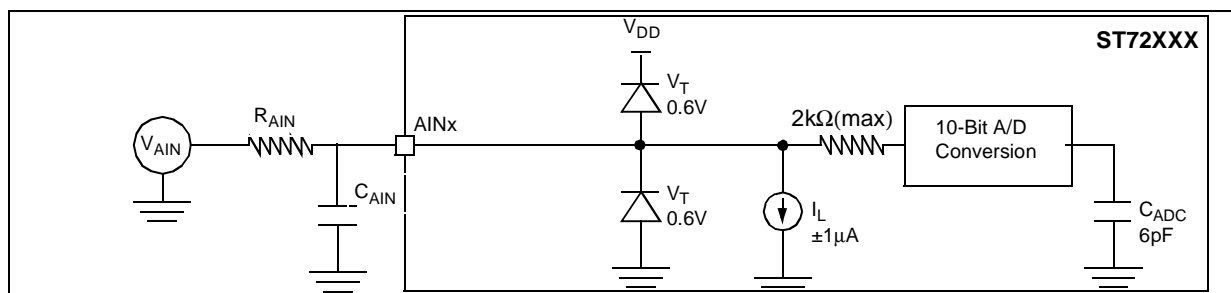 V_DD
ST72XXX
V_T
0.6V
R_AIN
AINx
2kΩ(max)
10-Bit A/D
Conversion
V_AIN
C_AIN
V_T
0.6V
I_L
±1μA
C_ADC
6pF